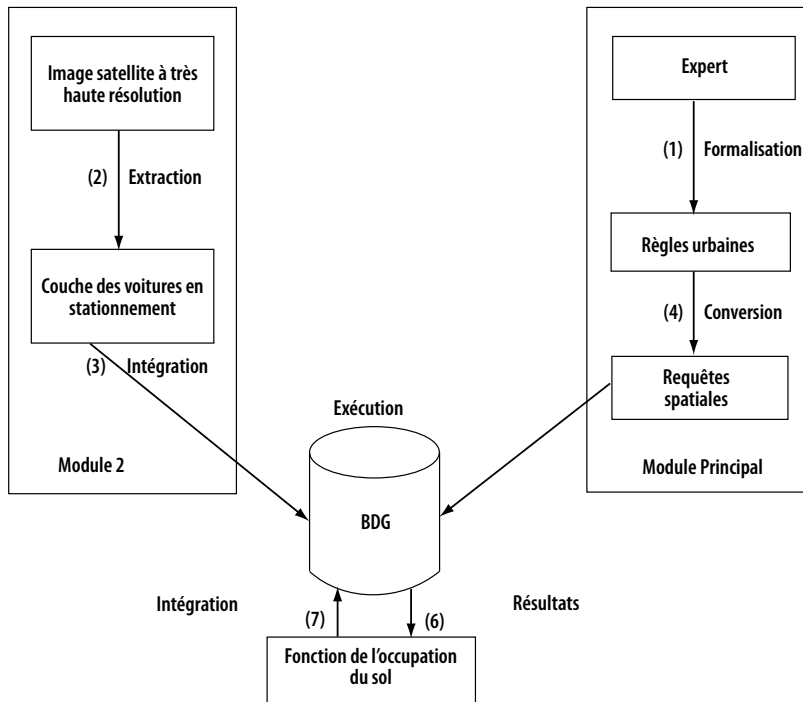 Image satellite à très
haute résolution
(2) Extraction
Couche des voitures en
stationnement
(3) Intégration
Module 2
Expert
(1) Formalisation
Règles urbaines
(4) Conversion
Requêtes
spatiales
Module Principal
Exécution
BDG
Intégration
(7)
(6)
Résultats
Fonction de l'occupation
du sol